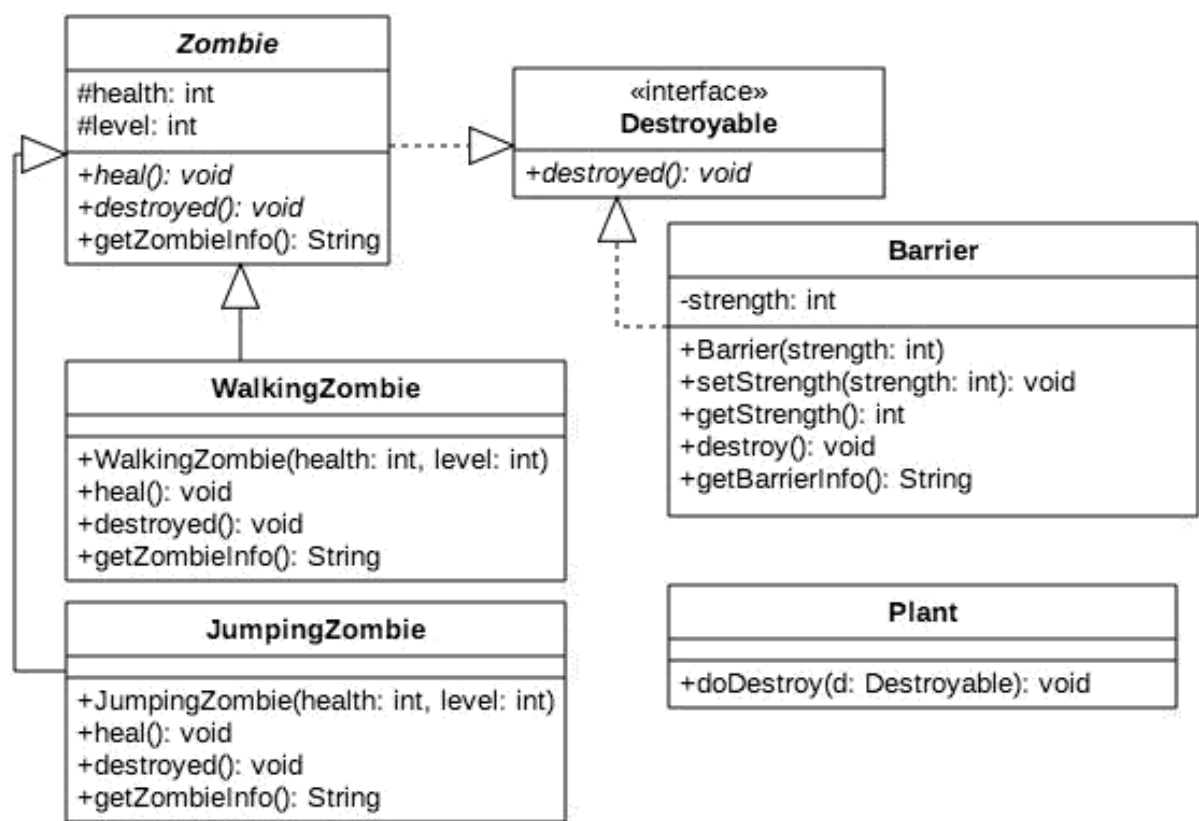 Zombie
#health: int
#level: int
+heal(): void
+destroyed(): void
+getZombieInfo(): String
«interface»
Destroyable
+destroyed(): void
Barrier
-strength: int
+Barrier(strength: int)
+setStrength(strength: int): void
+getStrength(): int
+destroy(): void
+getBarrierInfo(): String
WalkingZombie
+WalkingZombie(health: int, level: int)
+heal(): void
+destroyed(): void
+getZombieInfo(): String
JumpingZombie
+JumpingZombie(health: int, level: int)
+heal(): void
+destroyed(): void
+getZombieInfo(): String
Plant
+doDestroy(d: Destroyable): void